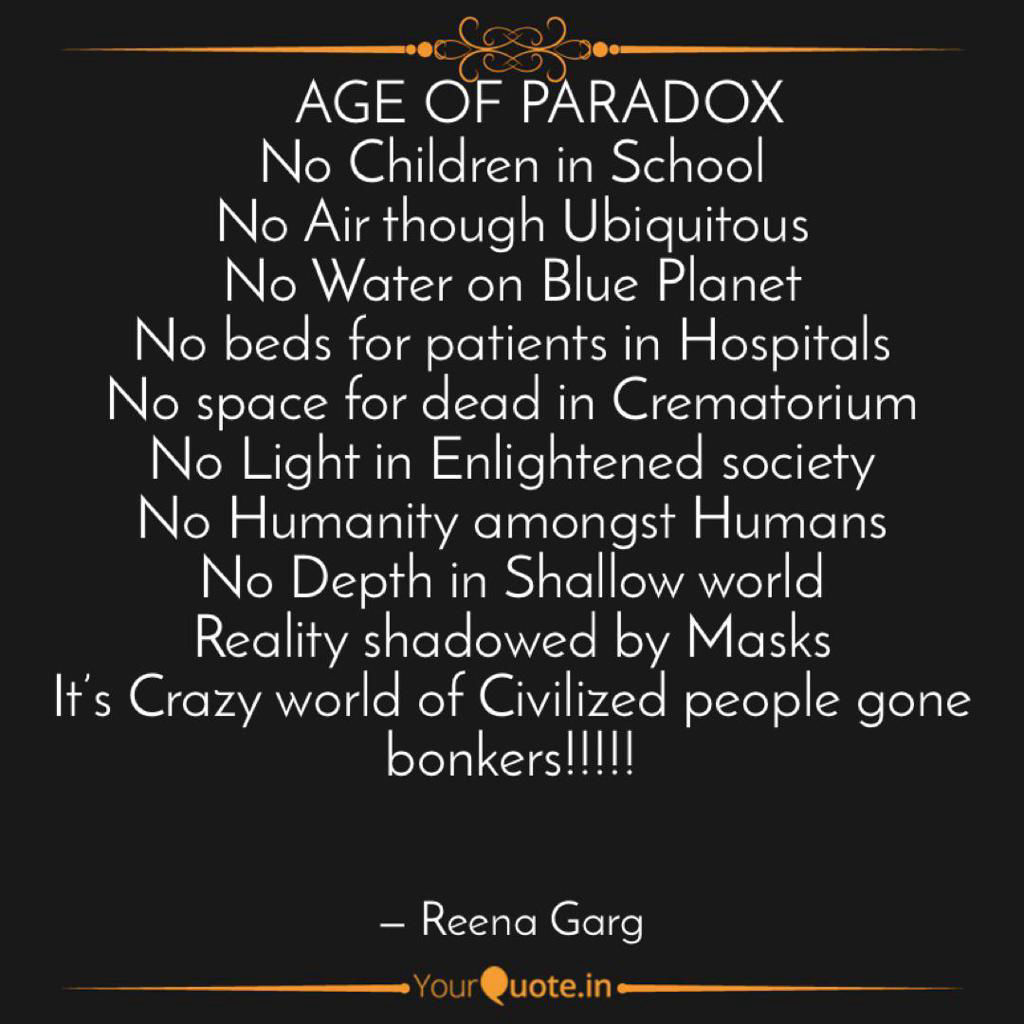 AGE OF PARADOX
No Children in School
No Air though Ubiquitous
No Water on Blue Planet
No beds for patients in Hospitals
No space for dead in Crematorium
No Light in Enlightened society
No Humanity amongst Humans
No Depth in Shallow world
Reality shadowed by Masks
It's Crazy world of Civilized people gone
bonkers!!!!!
– Reena Garg
YourQuote.in